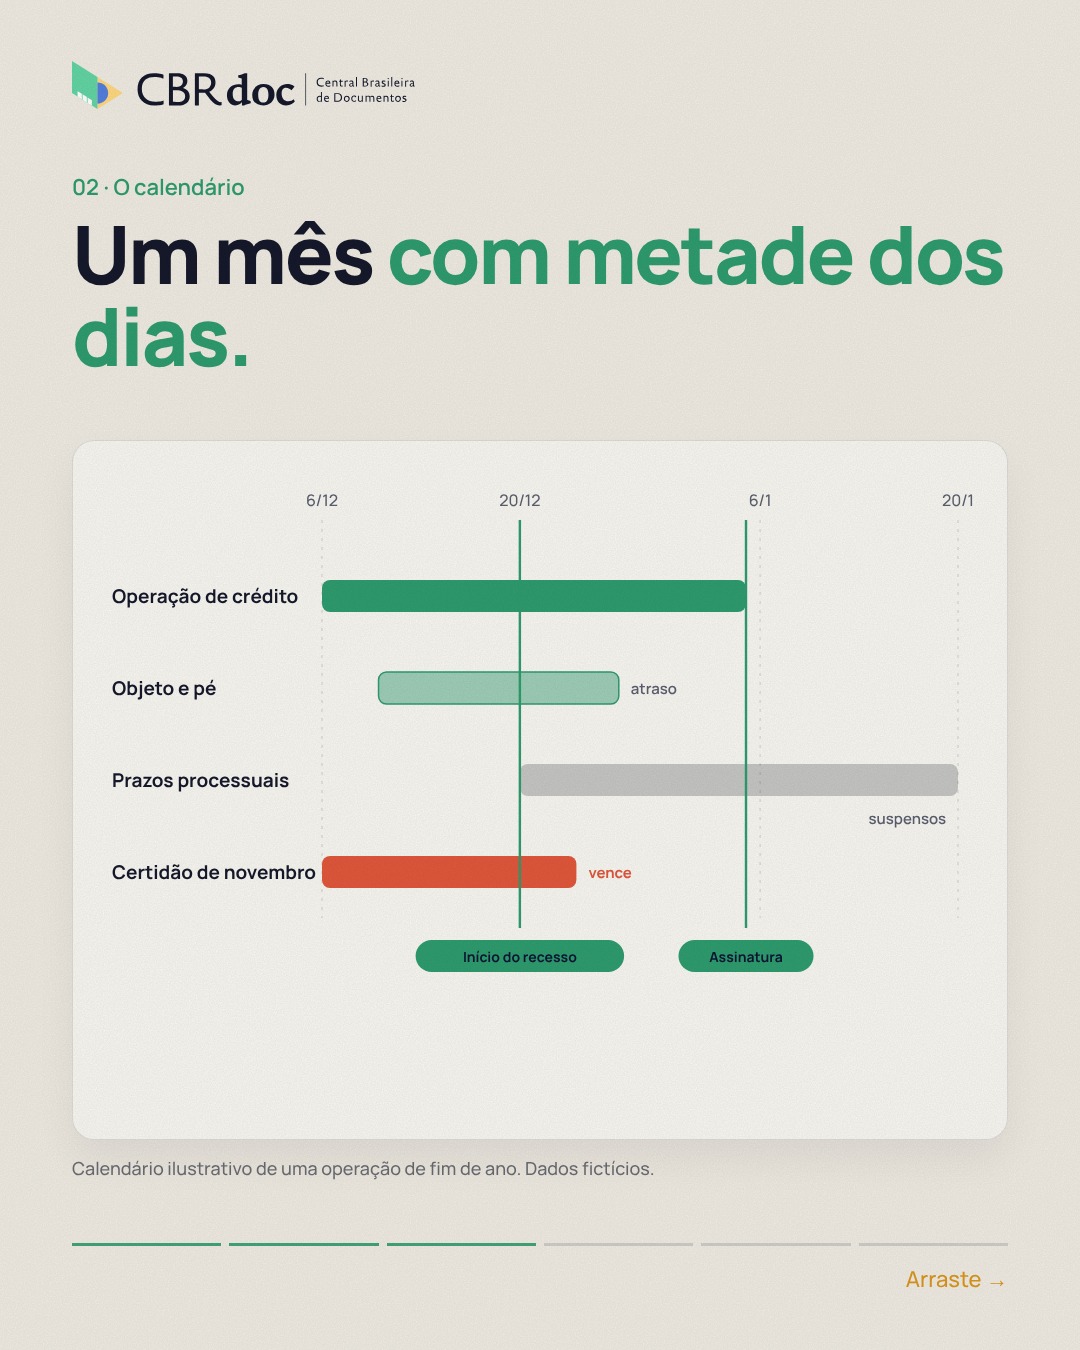 CBRdoc
Central Brasileira
de Documentos
02 · O calendário
Um mês com metade dos
dias.
6/12 20/12 6/1 20/1
Operação de crédito
Objeto e pé atraso
Prazos processuais
suspensos
Certidão de novembro vence
Início do recesso Assinatura
Calendário ilustrativo de uma operação de fim de ano. Dados fictícios.
Arraste →